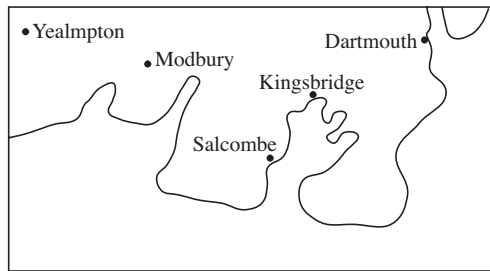 Yealmpton
Dartmouth
Modbury
Kingsbridge
Salcombe